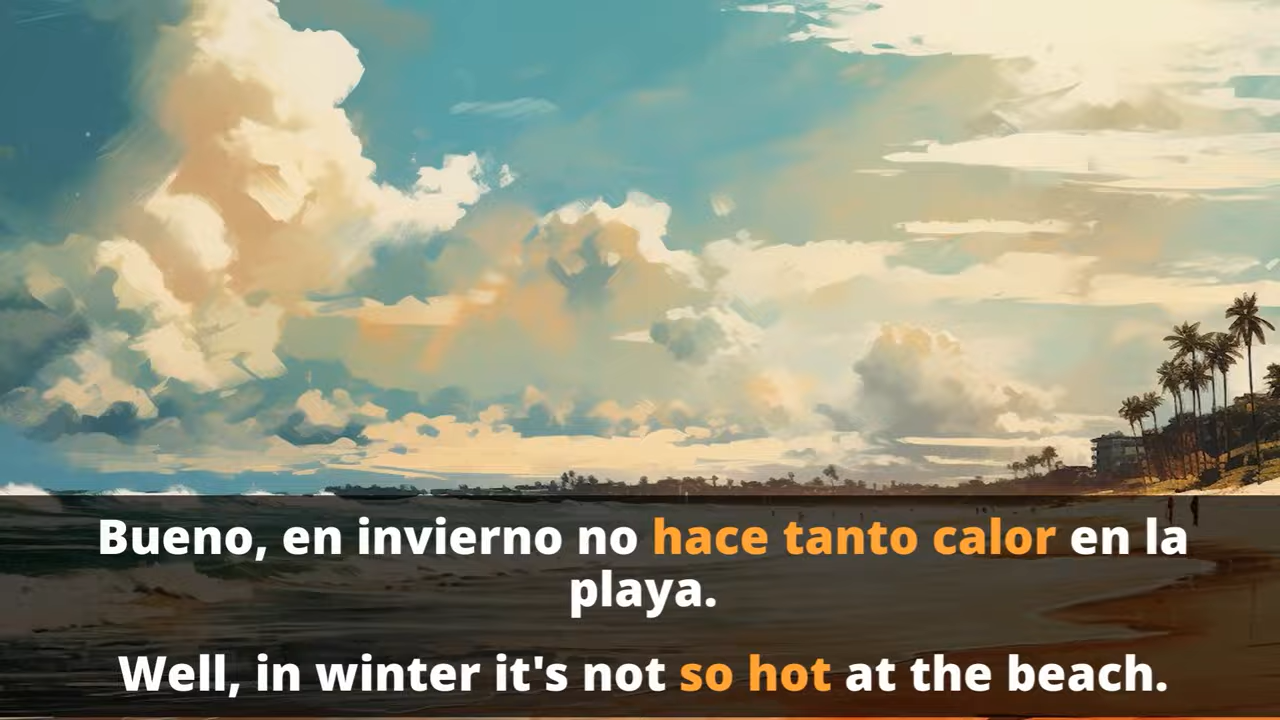 Bueno, en invierno no hace tanto calor en la
playa.
Well, in winter it's not so hot at the beach.